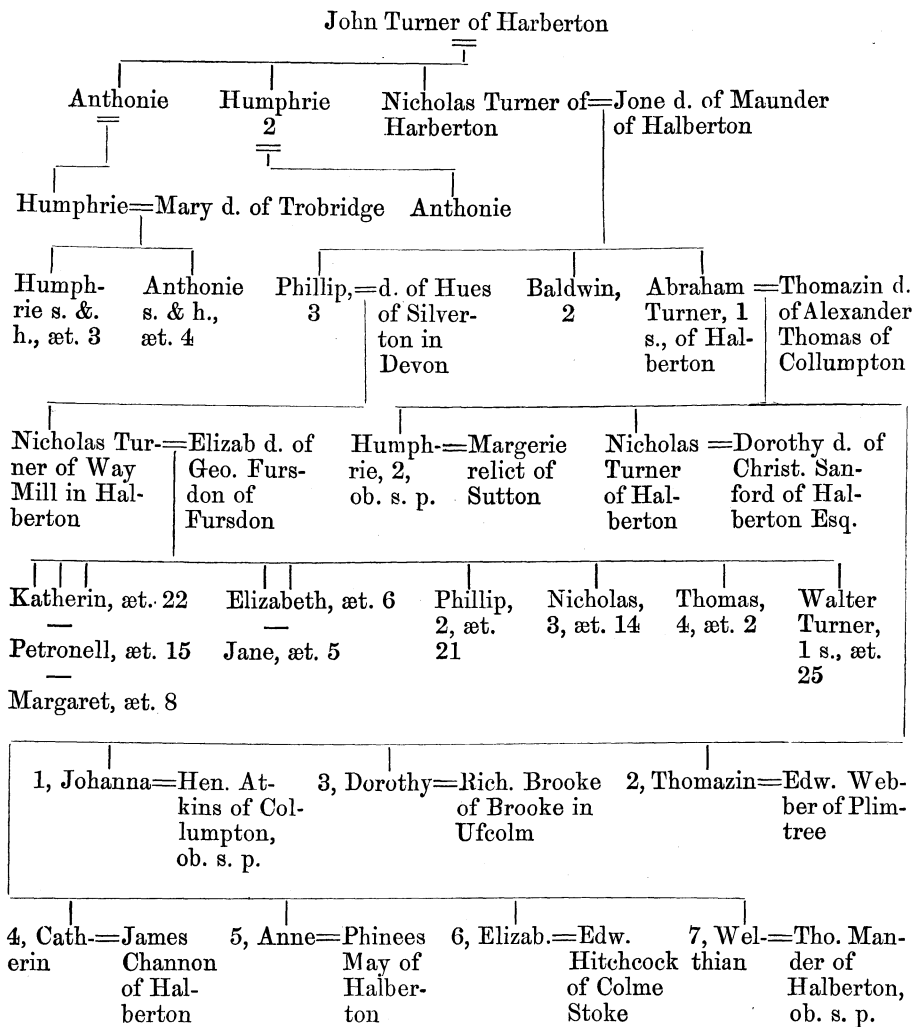 John Turner of Harberton
Anthonie Humphrie Nicholas Turner of=Jone d. of Maunder
2 Harberton of Halberton
Humphrie=Mary d. of Trobridge Anthonie
Humph- Anthonie Phillip,=d. of Hues Baldwin, Abraham =Thomazin d.
rie s. &. s. & h., 3 of Silver- 2 Turner, 1 of Alexander
h., æt. 3 æt. 4 ton in s., of Hal- Thomas of
Devon berton Collumpton
Nicholas Tur-=Elizab d. of Humph-=Margerie Nicholas =Dorothy d. of
ner of Way Geo. Furs- rie, 2, relict of Turner Christ. San-
Mill in Hal- don of ob. s. p. Sutton of Hal- ford of Hal-
berton Fursdon berton berton Esq.
Katherin, æt. 22 Elizabeth, æt. 6 Phillip, Nicholas, Thomas, Walter
— — 2, æt. 3, æt. 14 4, æt. 2 Turner,
Petronell, æt. 15 Jane, æt. 5 21 1 s., æt.
— 25
Margaret, æt. 8
1, Johanna=Hen. At- 3, Dorothy=Rich. Brooke 2, Thomazin=Edw. Web-
kins of Col- of Brooke in ber of Plim-
lumpton, Ufcolm tree
ob. s. p.
4, Cath-=James 5, Anne=Phinees 6, Elizab.=Edw. 7, Wel-=Tho. Man-
erin Channon May of Hitchcock thian der of
of Hal- Halber- of Colme Halberton,
berton ton Stoke ob. s. p.